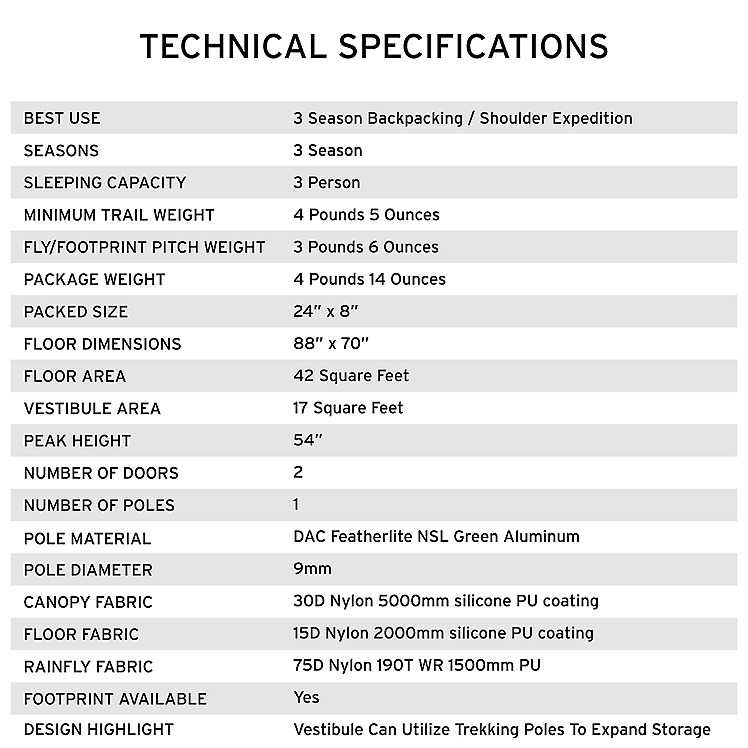 TECHNICAL SPECIFICATIONS
BEST USE 3 Season Backpacking / Shoulder Expedition
SEASONS 3 Season
SLEEPING CAPACITY 3 Person
MINIMUM TRAIL WEIGHT 4 Pounds 5 Ounces
FLY/FOOTPRINT PITCH WEIGHT 3 Pounds 6 Ounces
PACKAGE WEIGHT 4 Pounds 14 Ounces
PACKED SIZE 24” x 8”
FLOOR DIMENSIONS 88” x 70”
FLOOR AREA 42 Square Feet
VESTIBULE AREA 17 Square Feet
PEAK HEIGHT 54”
NUMBER OF DOORS 2
NUMBER OF POLES 1
POLE MATERIAL DAC Featherlite NSL Green Aluminum
POLE DIAMETER 9mm
CANOPY FABRIC 30D Nylon 5000mm silicone PU coating
FLOOR FABRIC 15D Nylon 2000mm silicone PU coating
RAINFLY FABRIC 75D Nylon 190T WR 1500mm PU
FOOTPRINT AVAILABLE Yes
DESIGN HIGHLIGHT Vestibule Can Utilize Trekking Poles To Expand Storage